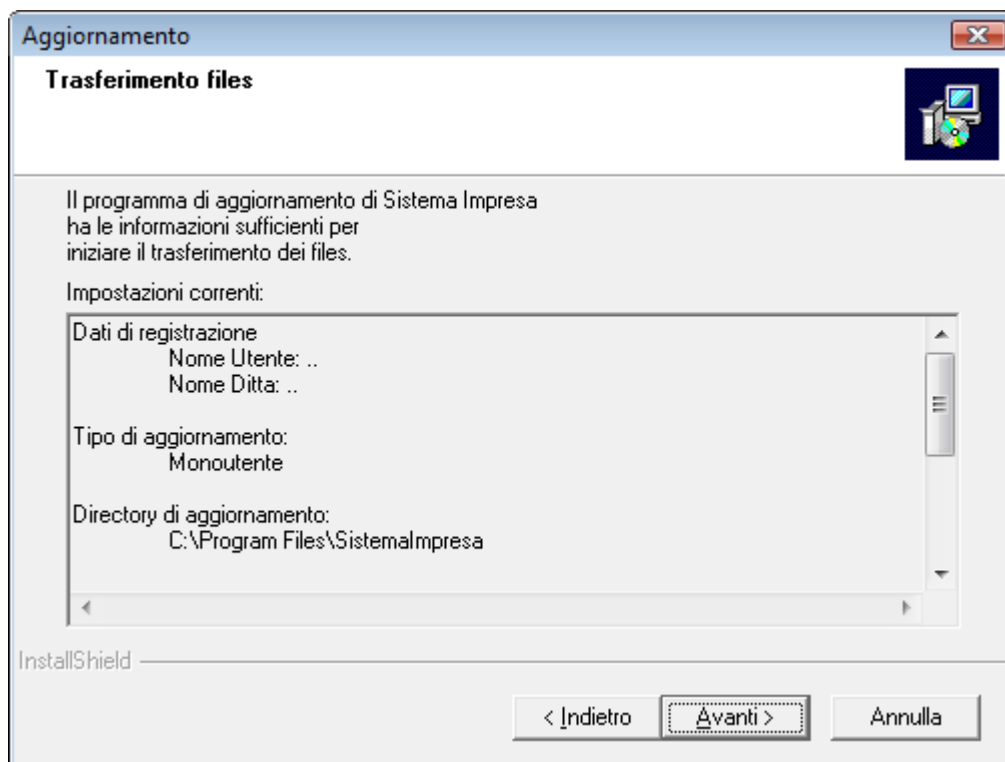 Aggiornamento
Trasferimento files
Il programma di aggiornamento di Sistema Impresa
ha le informazioni sufficienti per
iniziare il trasferimento dei files.
Impostazioni correnti:
Dati di registrazione
Nome Utente: ..
Nome Ditta: ..
Tipo di aggiornamento:
Monoutente
Directory di aggiornamento:
C:\Program Files\SistemaImpresa
InstallShield
< Indietro
Avanti >
Annulla